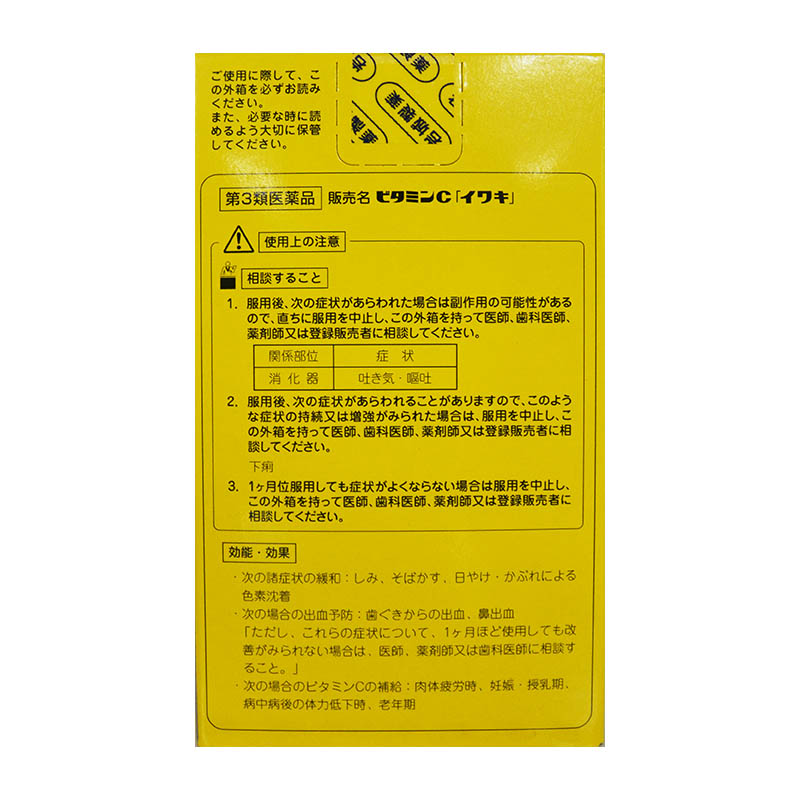 ご使用に際して、こ
の外箱を必ずお読み
ください。
また、必要な時に読
めるよう大切に保管
してください。
名城製薬
第3類医薬品 販売名 ビタミンC「イワキ」
使用上の注意
相談すること
1. 服用後、次の症状があらわれた場合は副作用の可能性がある
ので、直ちに服用を中止し、この外箱を持って医師、歯科医師、
薬剤師又は登録販売者に相談してください。
関係部位 症状
消化器 吐き気・嘔吐
2. 服用後、次の症状があらわれることがありますので、このよう
な症状の持続又は増強がみられた場合は、服用を中止し、こ
の外箱を持って医師、歯科医師、薬剤師又は登録販売者に相
談してください。
下痢
3. 1ヶ月位服用しても症状がよくならない場合は服用を中止し、
この外箱を持って医師、歯科医師、薬剤師又は登録販売者に
相談してください。
効能・効果
・次の諸症状の緩和：しみ、そばかす、日やけ・かぶれによる
色素沈着
・次の場合の出血予防：歯ぐきからの出血、鼻出血
「ただし、これらの症状について、1ヶ月ほど使用しても改
善がみられない場合は、医師、薬剤師又は歯科医師に相談す
ること。」
・次の場合のビタミンCの補給：肉体疲労時、妊娠・授乳期、
病中病後の体力低下時、老年期